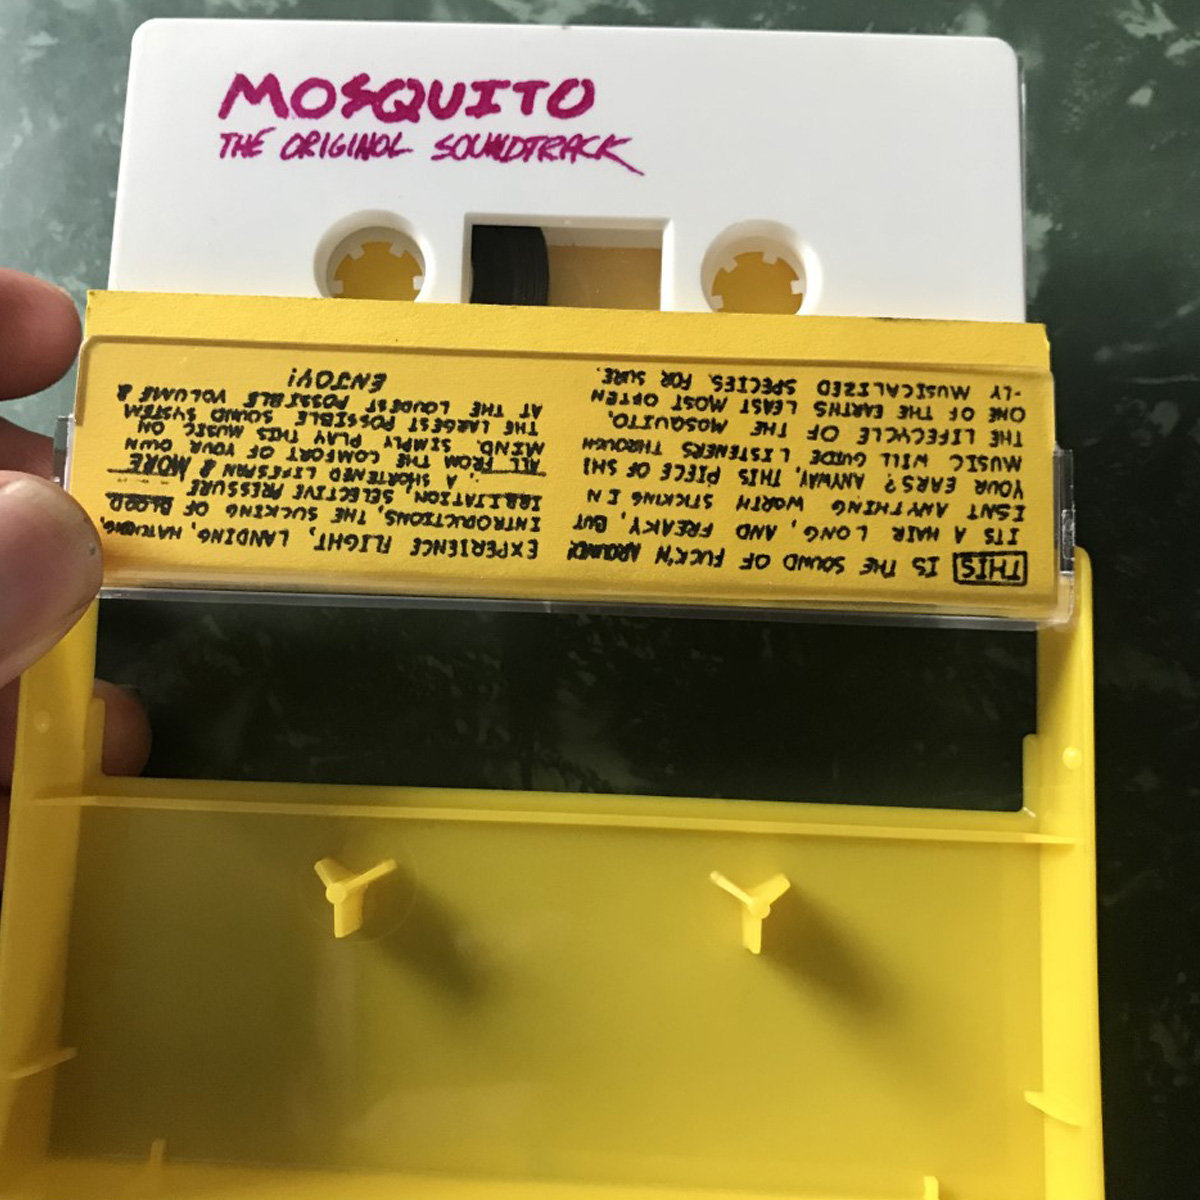 MOSQUITO
THE ORIGINAL SOUNDTRACK
THIS IS THE SOUND OF FUCK'N AROUND!
ITS A HAIR LONG, AND FREAKY, BUT,
ISNT ANYTHING WORTH STICKING IN
YOUR EARS? ANYWAY, THIS PIECE OF SHI
MUSIC WILL GUIDE LISTENERS THROUGH
THE LIFECYCLE OF THE MOSQUITO,
ONE OF THE EARTHS LEAST MOST OFTEN
-LY MUSICALIZED SPECIES, FOR SURE.
EXPERIENCE FLIGHT, LANDING, HATCHING,
INTRODUCTIONS, THE SUCKING OF BLOOD
IRRITATION, SELECTIVE PRESSURE
, A SHORTENED LIFESPAN & MORE
ALL FROM THE COMFORT OF YOUR OWN
MIND. SIMPLY PLAY THIS MUSIC ON
THE LARGEST POSSIBLE SOUND SYSTEM
AT THE LOUDEST POSSIBLE VOLUME &
ENJOY!